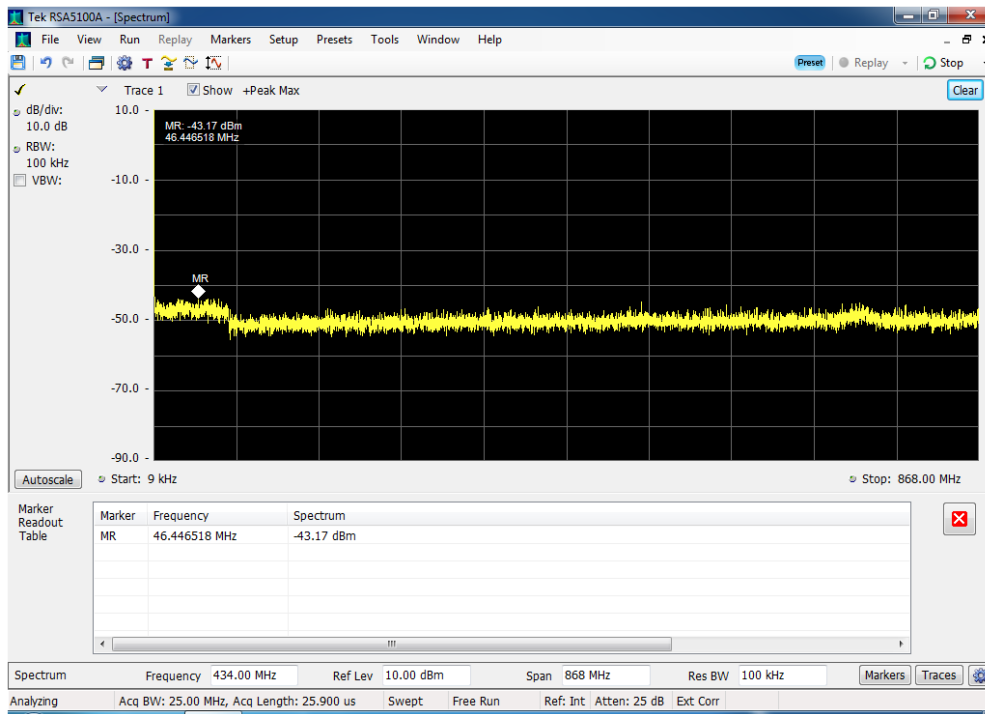 Tek RSA5100A - [Spectrum]
File View Run Replay Markers Setup Presets Tools Window Help
T Preset Replay Stop
Trace 1 Show +Peak Max Clear
dB/div:
10.0 dB
RBW:
100 kHz
VBW:
10.0 -
-10.0 -
-30.0 -
-50.0 -
-70.0 -
-90.0 -
MR: -43.17 dBm
46.446518 MHz
MR
Autoscale Start: 9 kHz Stop: 868.00 MHz
Marker
Readout
Table
Marker Frequency Spectrum
MR 46.446518 MHz -43.17 dBm
Spectrum Frequency 434.00 MHz Ref Lev 10.00 dBm Span 868 MHz Res BW 100 kHz Markers Traces
Analyzing Acq BW: 25.00 MHz, Acq Length: 25.900 us Swept Free Run Ref: Int Atten: 25 dB Ext Corr